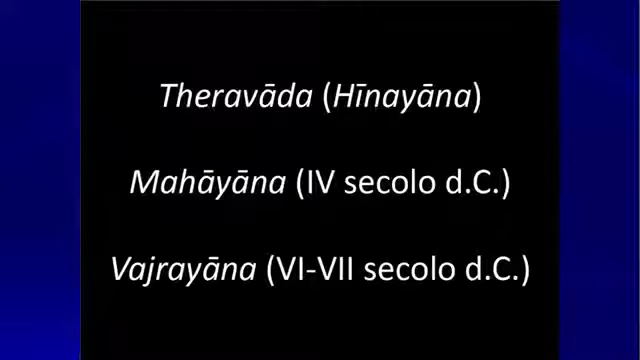 Theravāda (Hīnayāna)
Mahāyāna (IV secolo d.C.)
Vajrayāna (VI-VII secolo d.C.)